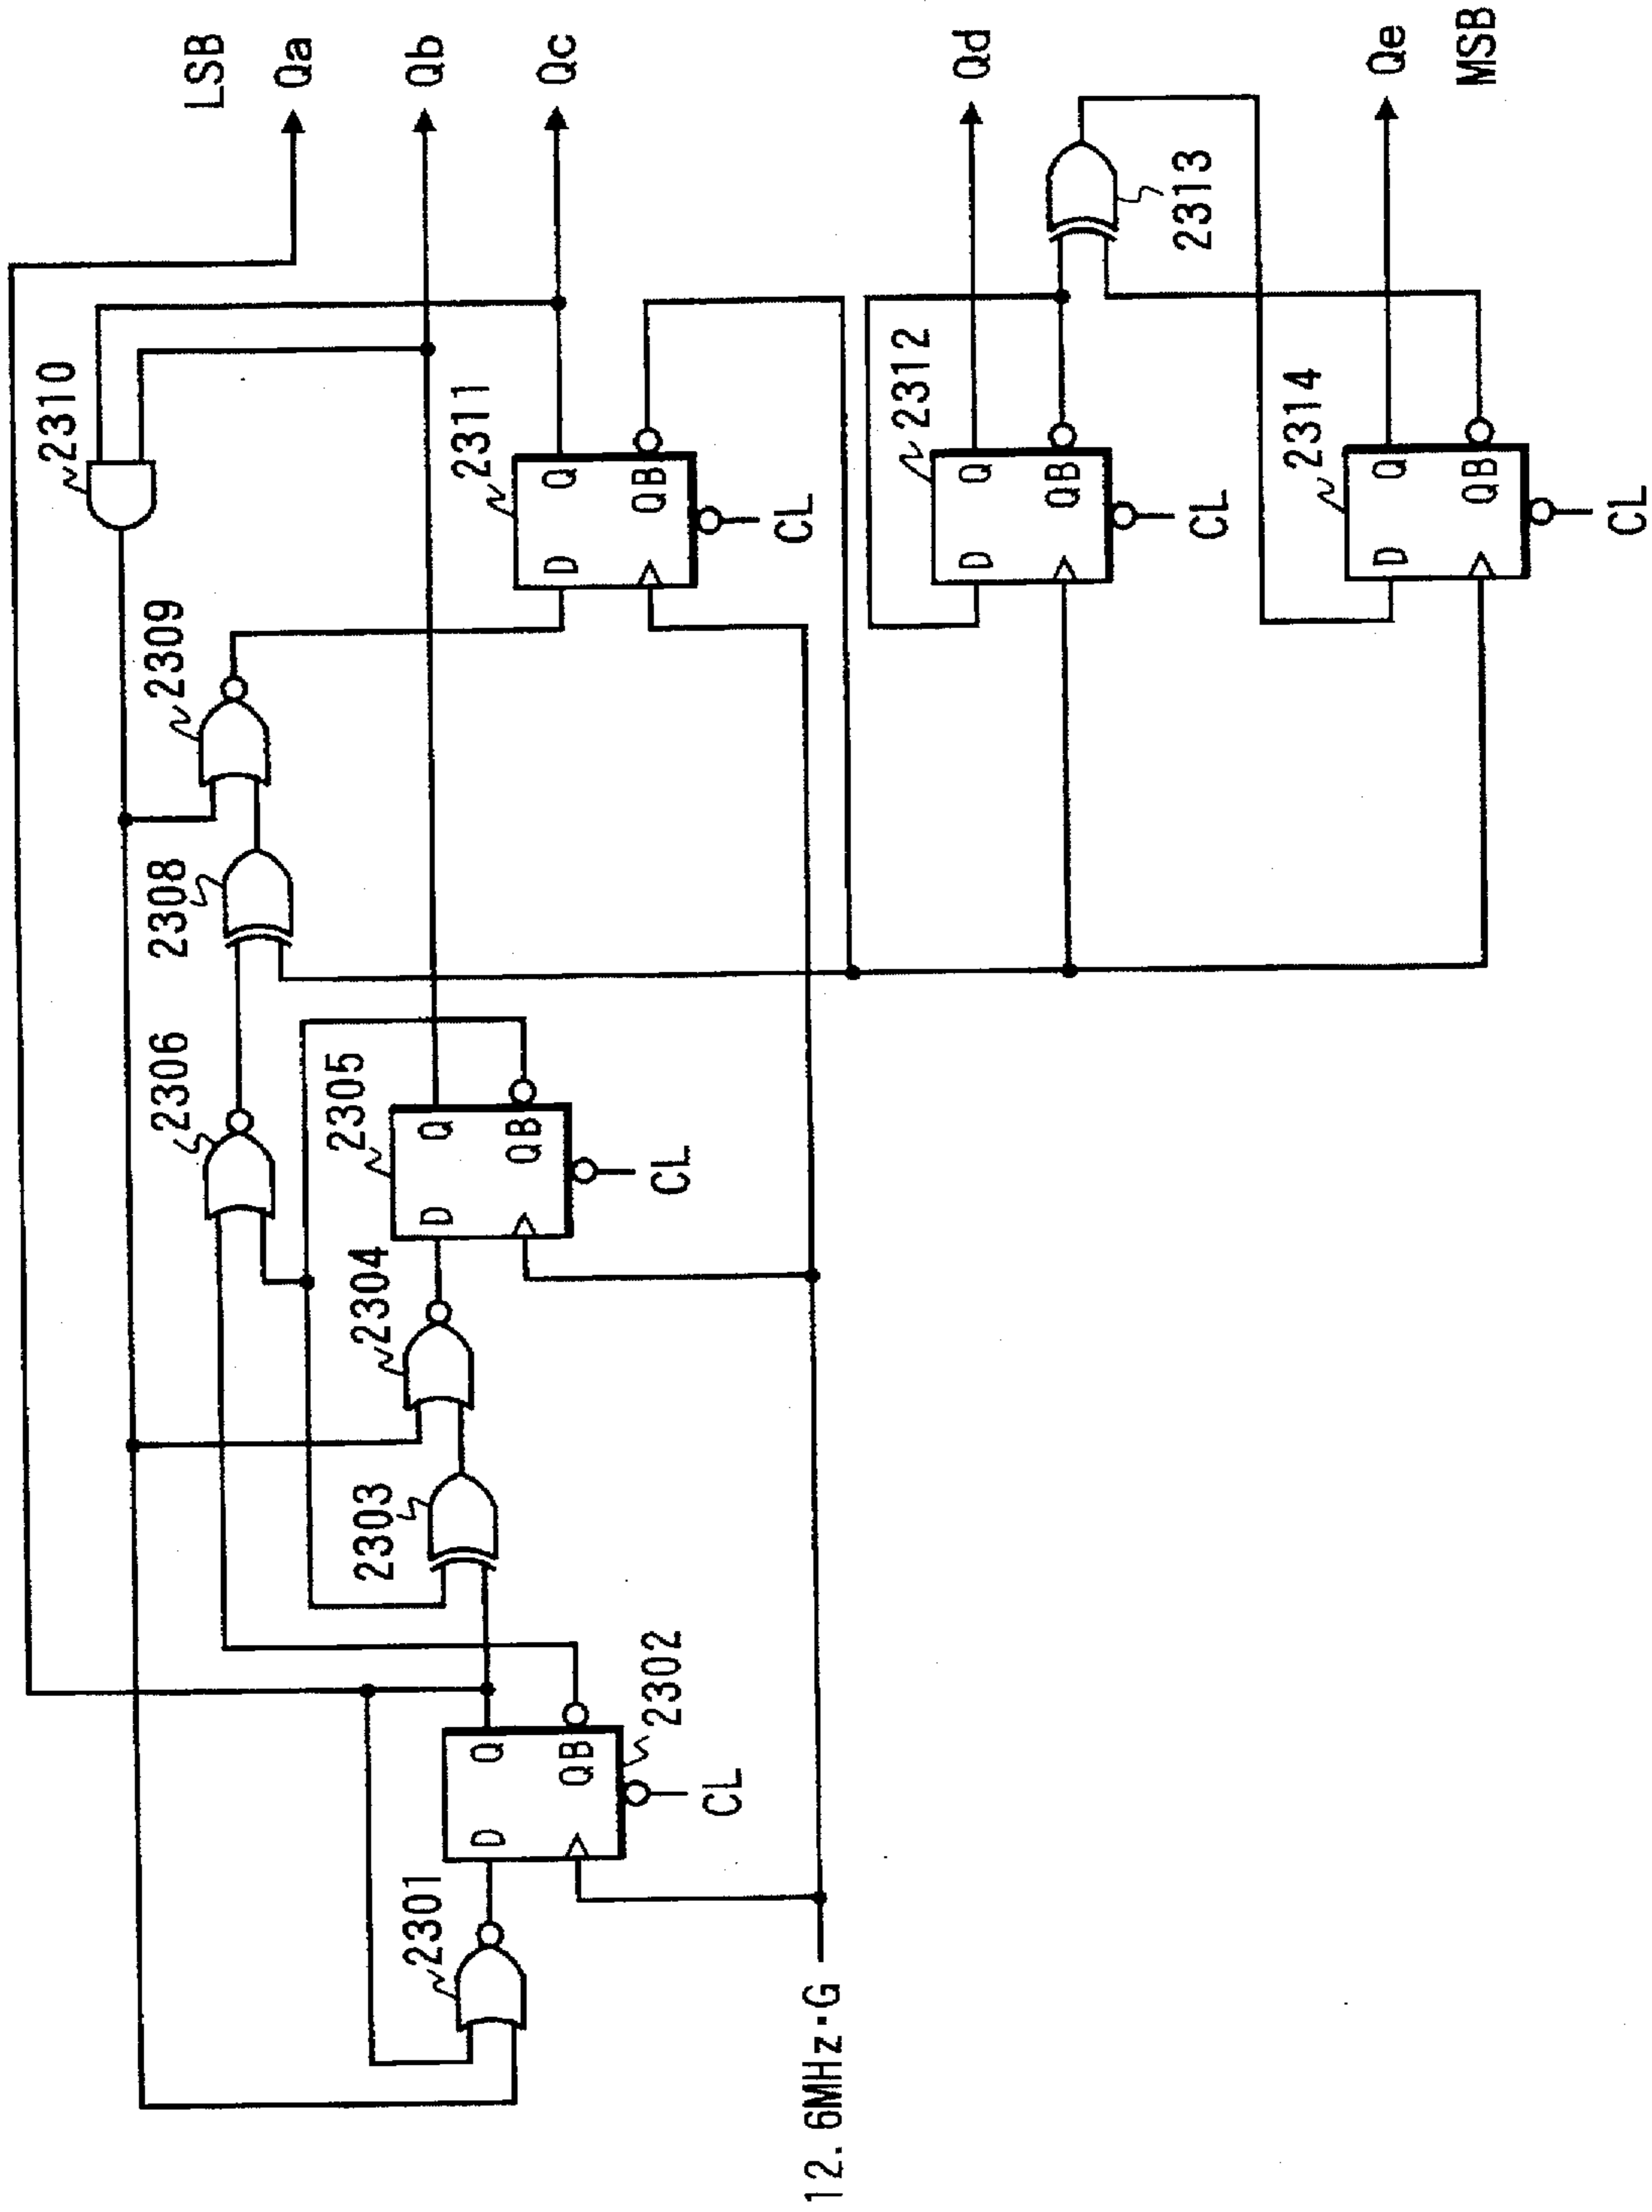 2310
2309
2308
2306
LSB
Qa
2305
2304
2303
2301
Qb
D
Q
QB
CL
2311
D
Q
QB
2302
CL
Qc
D
Q
QB
CL
12.6MHz・G
2312
Qd
D
Q
QB
CL
2313
2314
Qe
D
Q
QB
CL
MSB